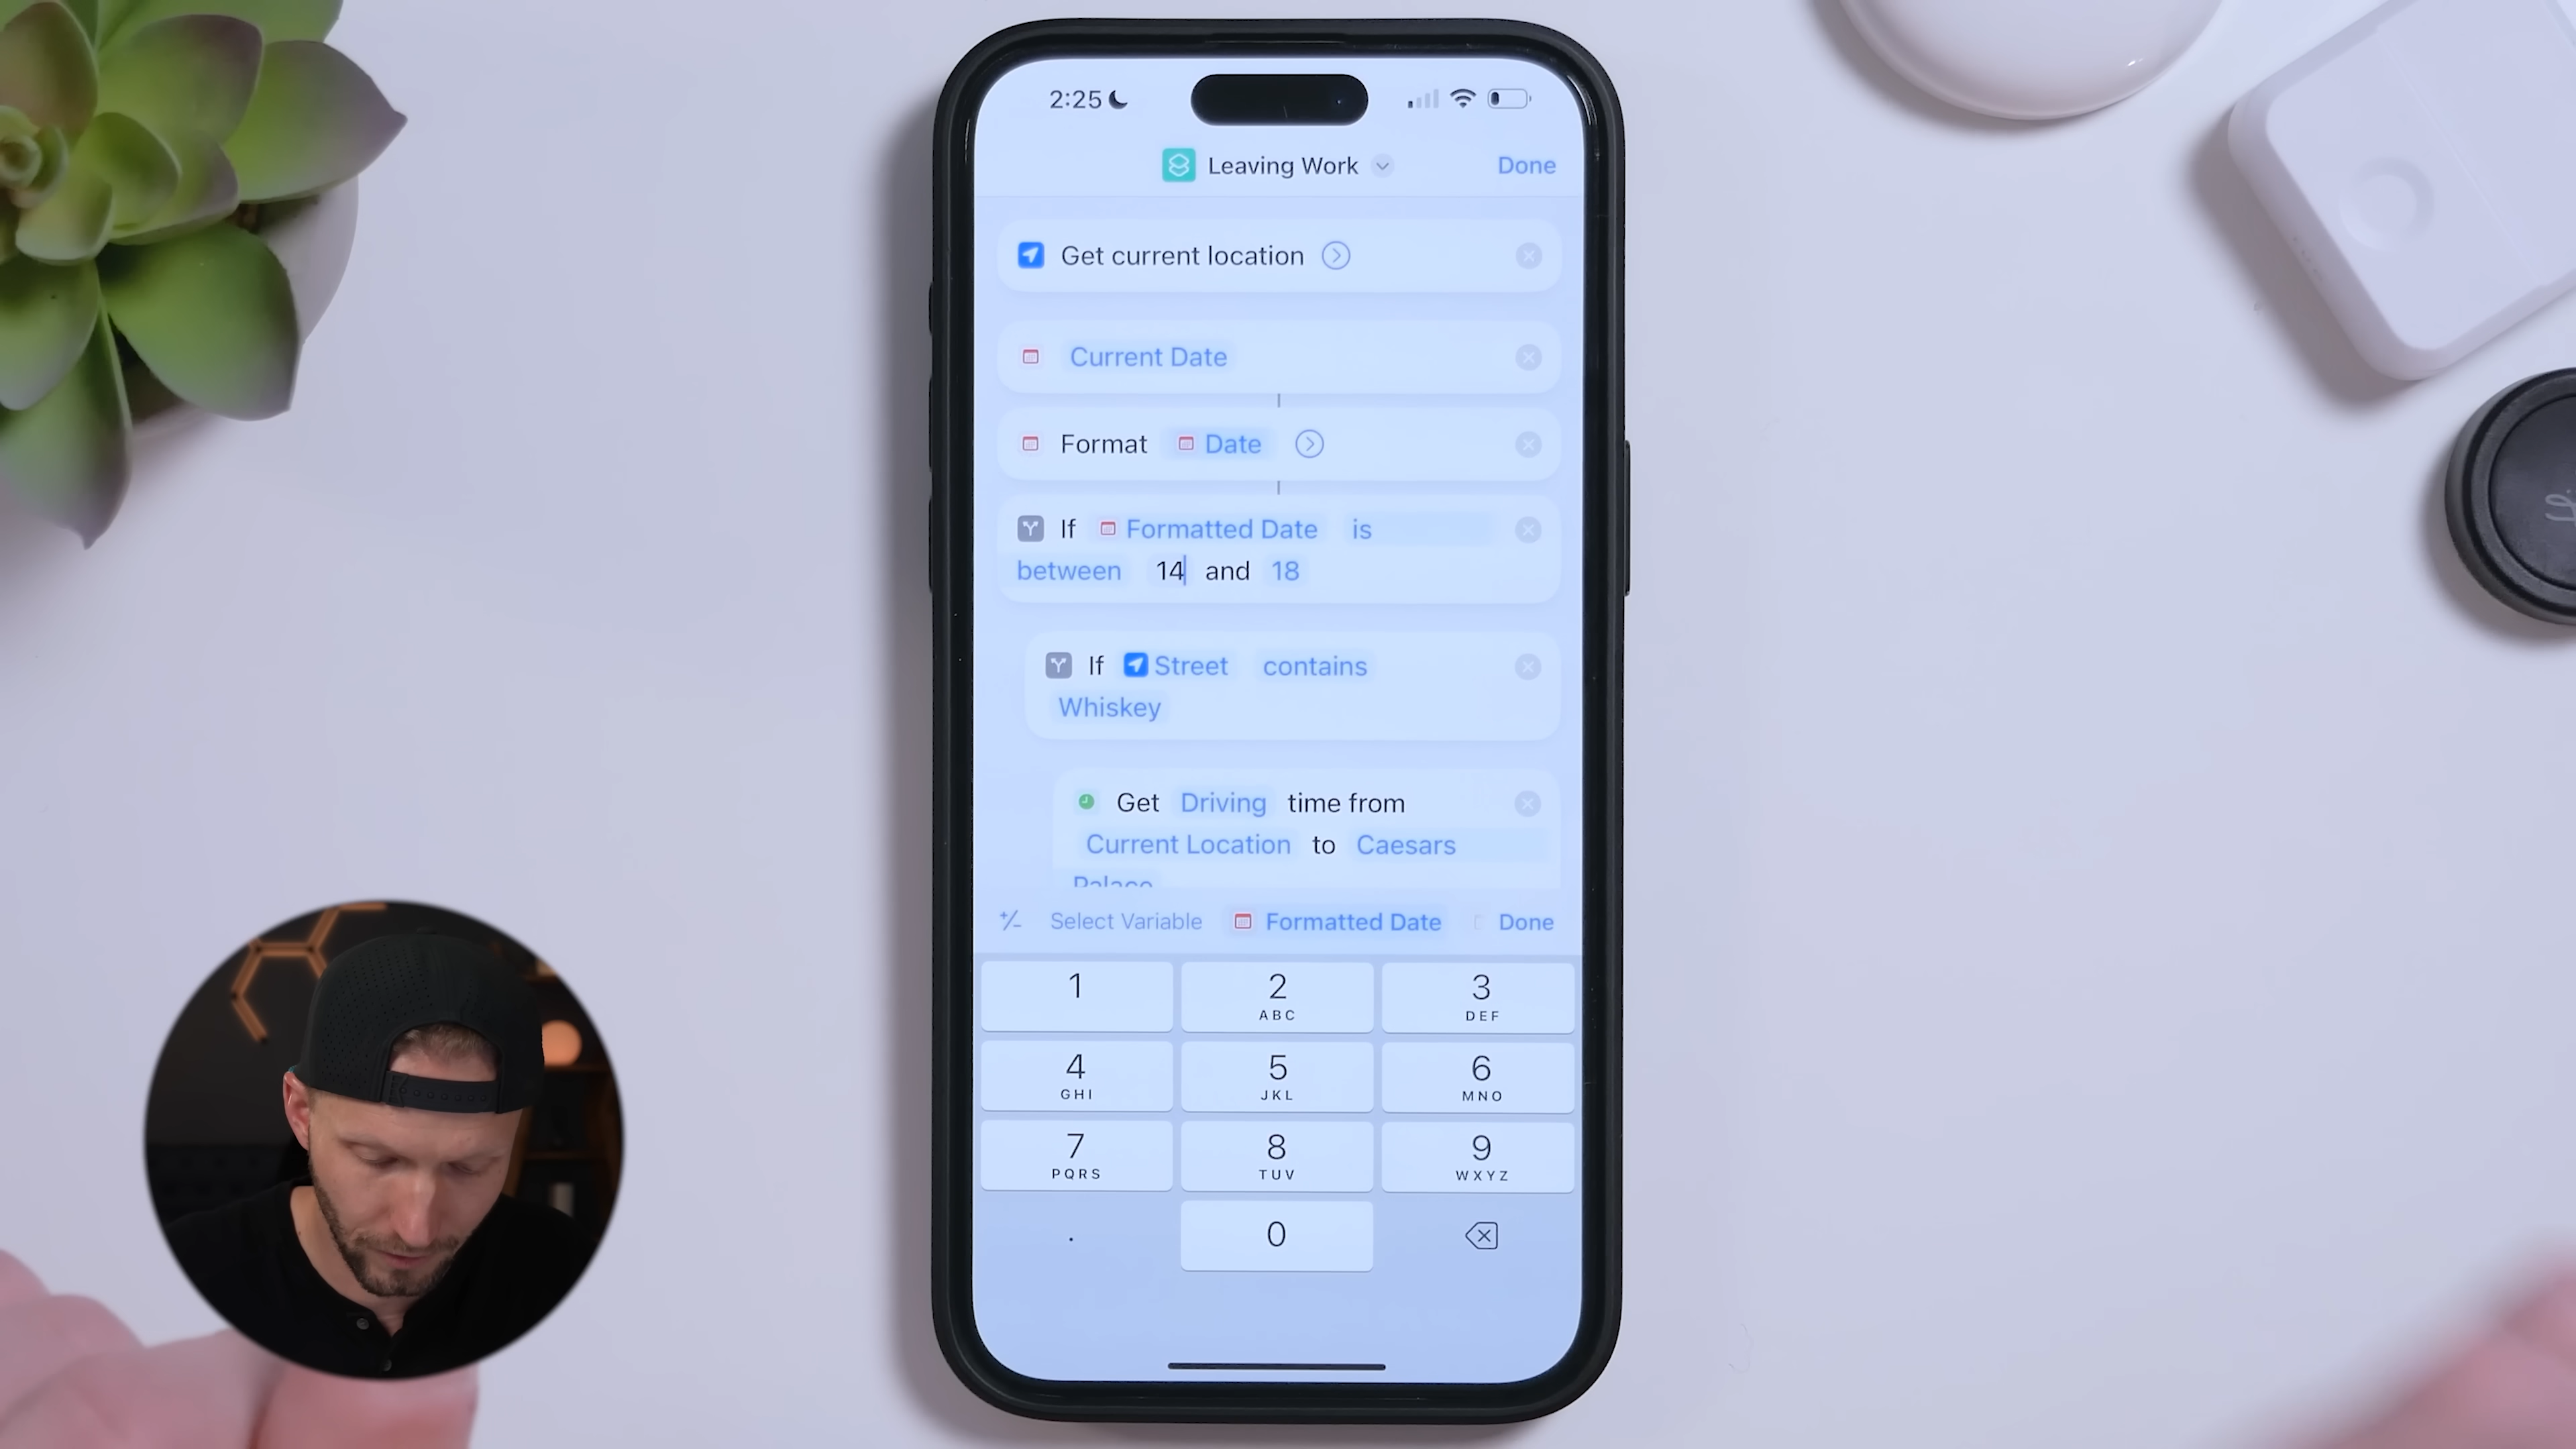 2:25
Leaving Work
Done
Get current location
Current Date
Format Date
If Formatted Date is
between 14 and 18
If Street contains
Whiskey
Get Driving time from
Current Location to Caesars
Palace
+/- Select Variable Formatted Date Done
1
2
ABC
3
DEF
4
GHI
5
JKL
6
MNO
7
PQRS
8
TUV
9
WXYZ
.
0